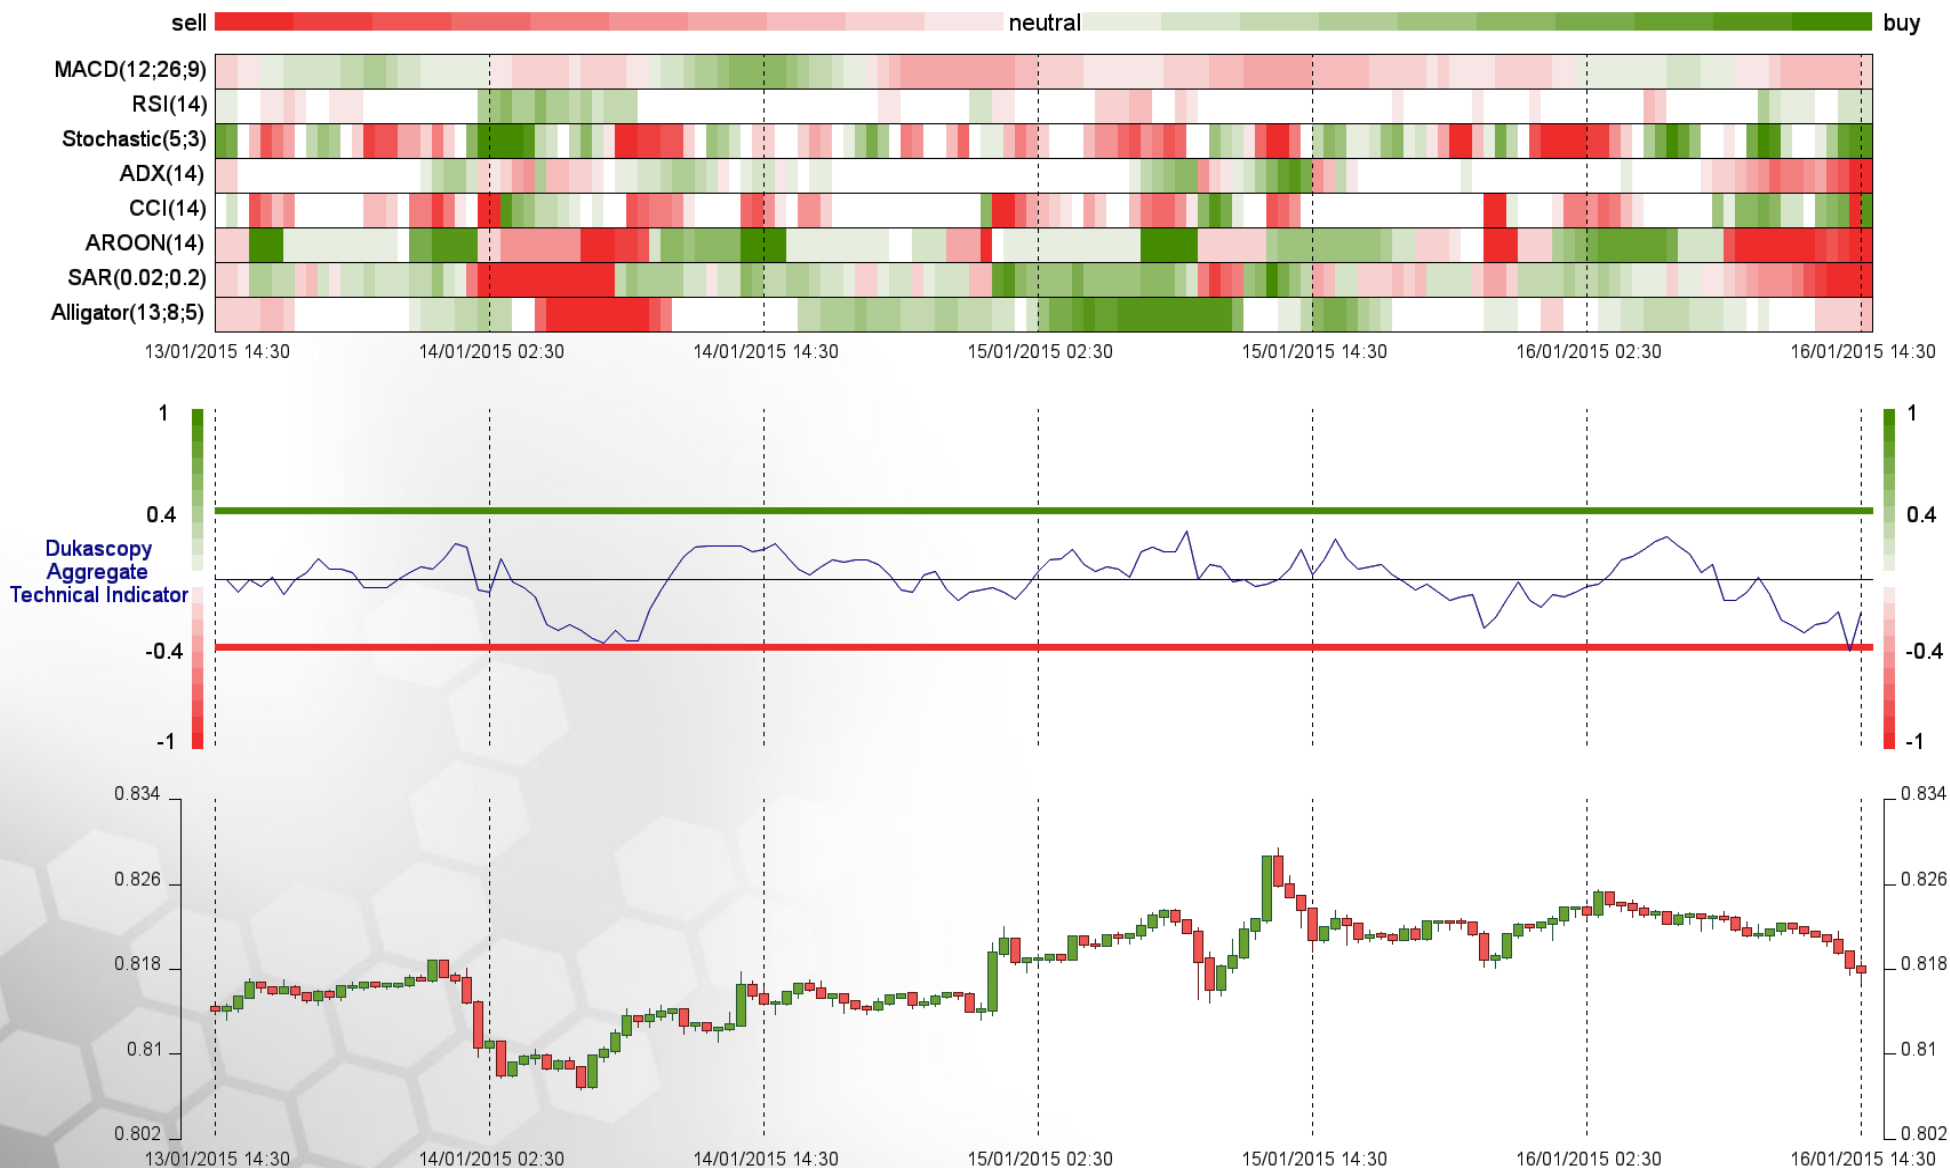 sell neutral buy
MACD(12;26;9)
RSI(14)
Stochastic(5;3)
ADX(14)
CCI(14)
AROON(14)
SAR(0.02;0.2)
Alligator(13;8;5)
13/01/2015 14:30 14/01/2015 02:30 14/01/2015 14:30 15/01/2015 02:30 15/01/2015 14:30 16/01/2015 02:30 16/01/2015 14:30
1 1
0.4 0.4
Dukascopy
Aggregate
Technical Indicator
-0.4 -0.4
-1 -1
0.834 0.834
0.826 0.826
0.818 0.818
0.81 0.81
0.802 0.802
13/01/2015 14:30 14/01/2015 02:30 14/01/2015 14:30 15/01/2015 02:30 15/01/2015 14:30 16/01/2015 02:30 16/01/2015 14:30